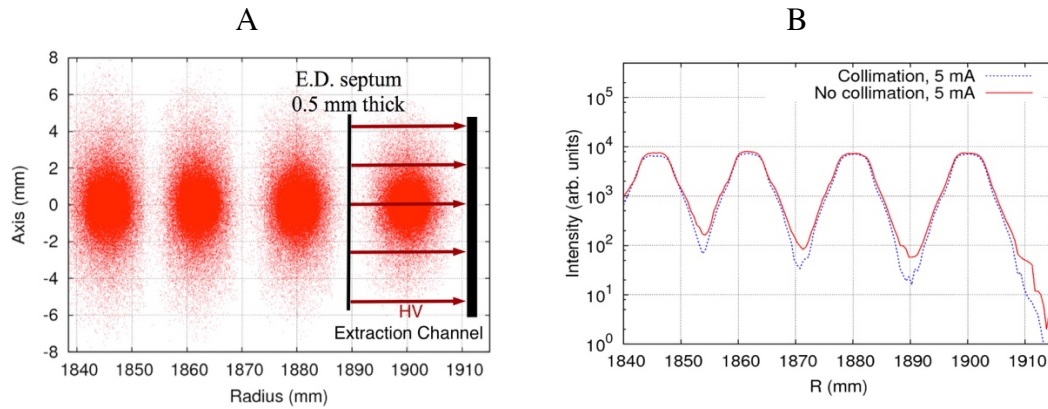 A
8
6
4
2
0
-2
-4
-6
-8
Axis (mm)
E.D. septum
0.5 mm thick
HV
Extraction Channel
1840 1850 1860 1870 1880 1890 1900 1910
Radius (mm)
B
Collimation, 5 mA
No collimation, 5 mA
10^5
10^4
10^3
10^2
10^1
10^0
Intensity (arb. units)
1840 1850 1860 1870 1880 1890 1900 1910
R (mm)